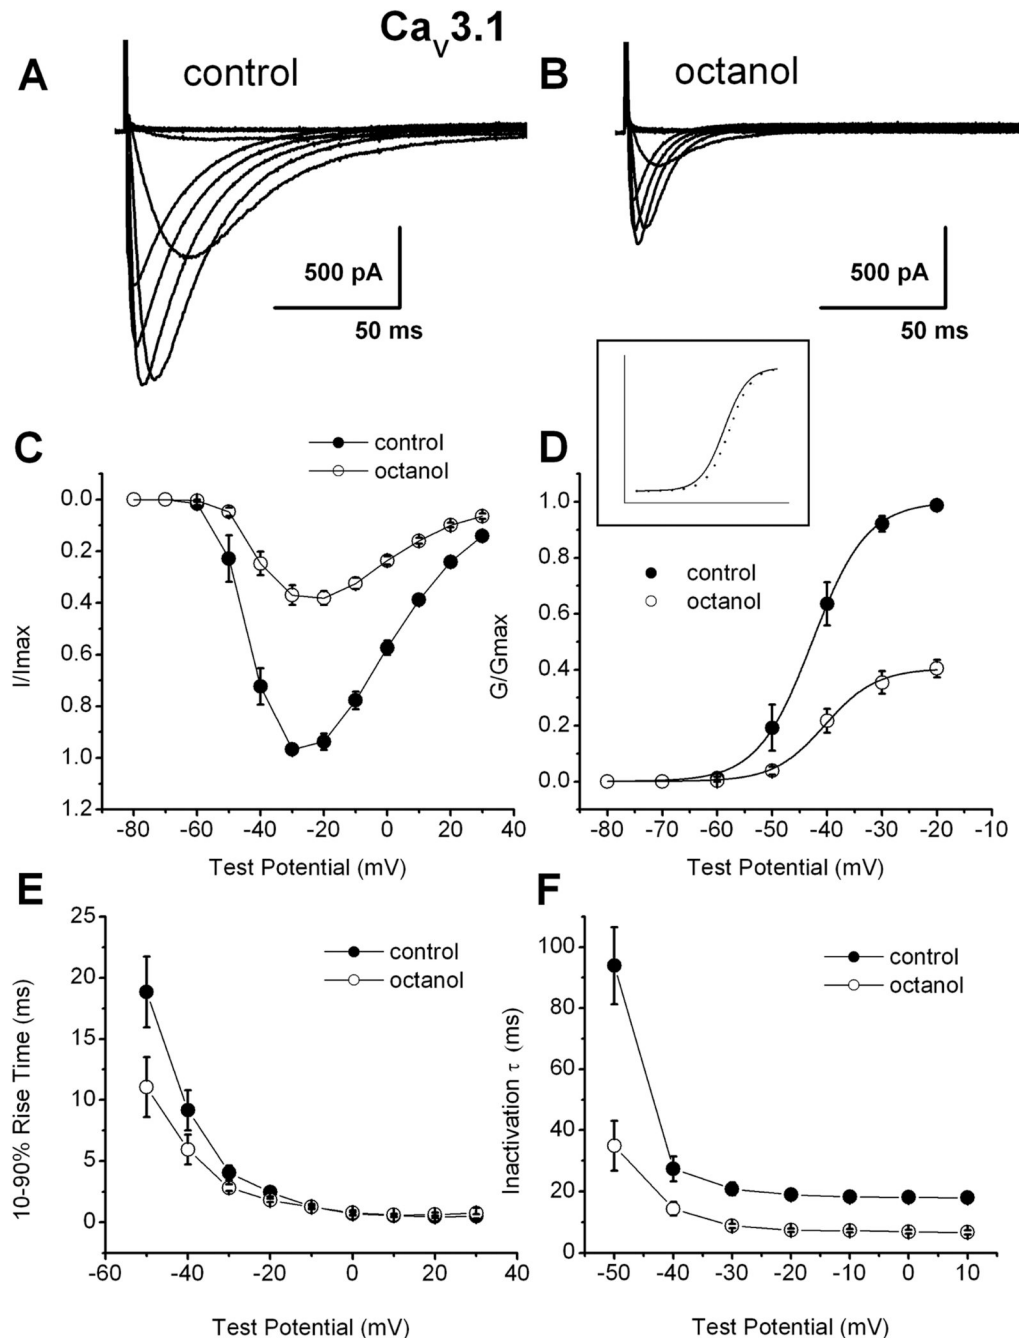 Cav3.1
A control
B octanol
500 pA
50 ms
500 pA
50 ms
C
control
octanol
I/Imax
0.0
0.2
0.4
0.6
0.8
1.0
1.2
-80 -60 -40 -20 0 20 40
Test Potential (mV)
D
control
octanol
G/Gmax
1.0
0.8
0.6
0.4
0.2
0.0
-80 -70 -60 -50 -40 -30 -20 -10
Test Potential (mV)
E
control
octanol
10-90% Rise Time (ms)
25
20
15
10
5
0
-60 -40 -20 0 20 40
Test Potential (mV)
F
control
octanol
Inactivation τ (ms)
100
80
60
40
20
0
-50 -40 -30 -20 -10 0 10
Test Potential (mV)